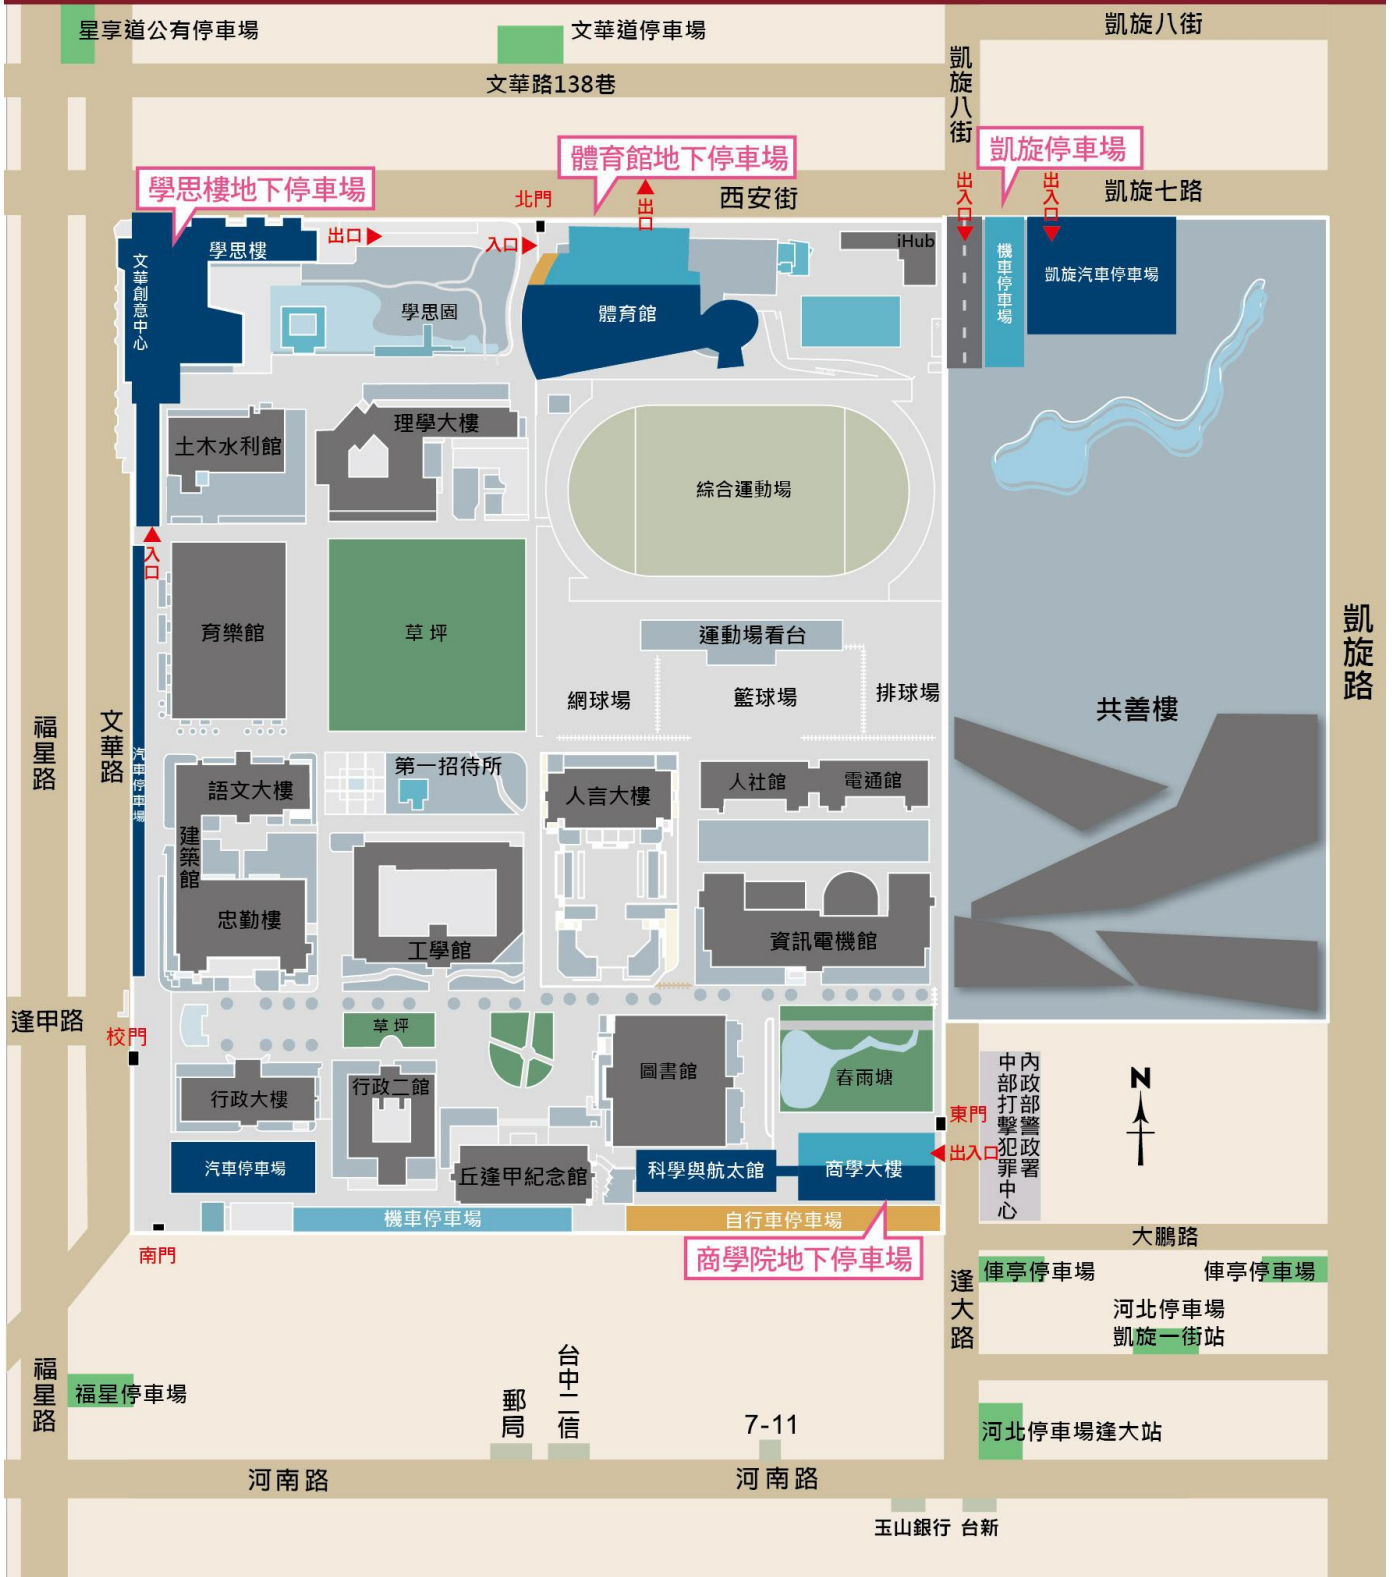 星享道公有停車場
文華道停車場
凱旋八街
文華路138巷
凱旋八街
學思樓地下停車場
體育館地下停車場
凱旋停車場
北門
出口
西安街
出入口
出入口
凱旋七路
學思樓
出口
入口
iHub
文華創意中心
學思園
體育館
機車停車場
凱旋汽車停車場
土木水利館
理學大樓
綜合運動場
入口
育樂館
草坪
運動場看台
網球場
籃球場
排球場
共善樓
凱旋路
福星路
文華路
汽車停車場
語文大樓
第一招待所
人言大樓
人社館
電通館
建築館
忠勤樓
工學館
資訊電機館
逢甲路
校門
草坪
行政大樓
行政二館
圖書館
春雨塘
東門
出入口
內政部警政署
中部打擊犯罪中心
N
汽車停車場
丘逢甲紀念館
科學與航太館
商學大樓
機車停車場
自行車停車場
南門
商學院地下停車場
大鵬路
俥亭停車場
俥亭停車場
逢大路
河北停車場
凱旋一街站
福星路
福星停車場
郵局
台中二信
7-11
河北停車場逢大站
河南路
河南路
玉山銀行
台新